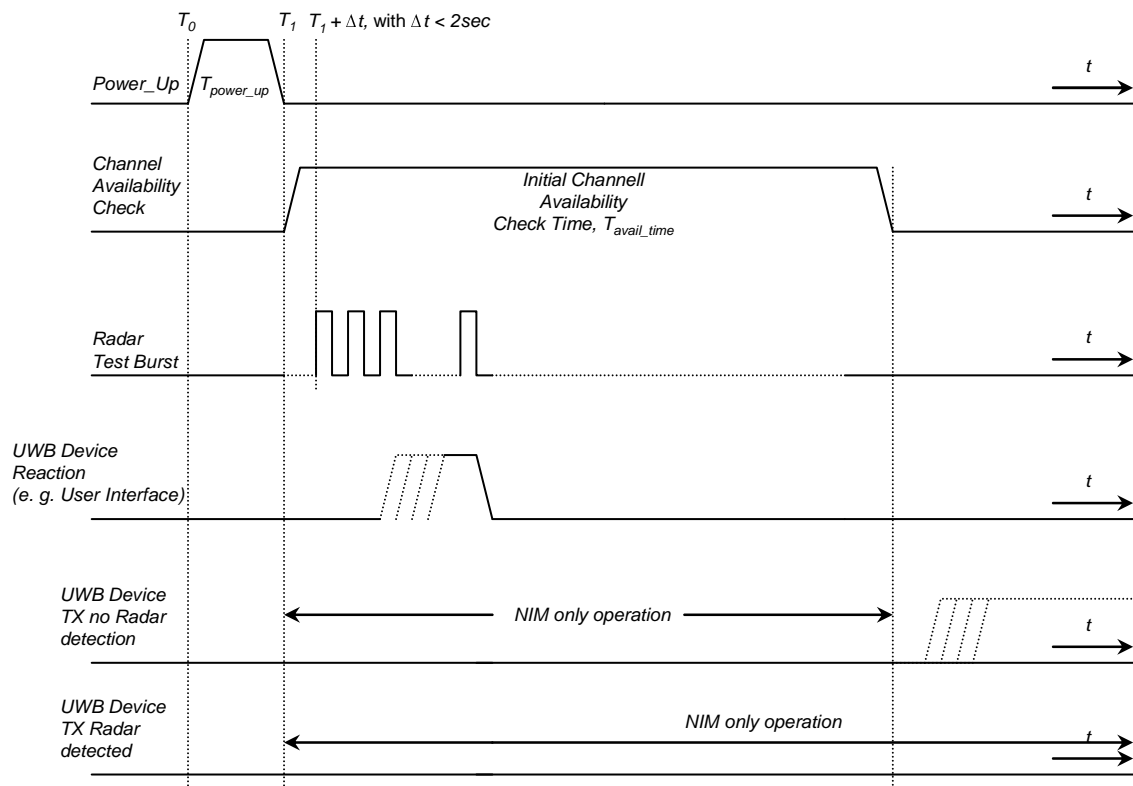 T0
T1
T1 + Δt, with Δt < 2sec
Power_Up
Tpower_up
t
Channel
Availability
Check
Initial Channell
Availability
Check Time, Tavail_time
t
Radar
Test Burst
t
UWB Device
Reaction
(e. g. User Interface)
t
UWB Device
TX no Radar
detection
NIM only operation
t
UWB Device
TX Radar
detected
NIM only operation
t